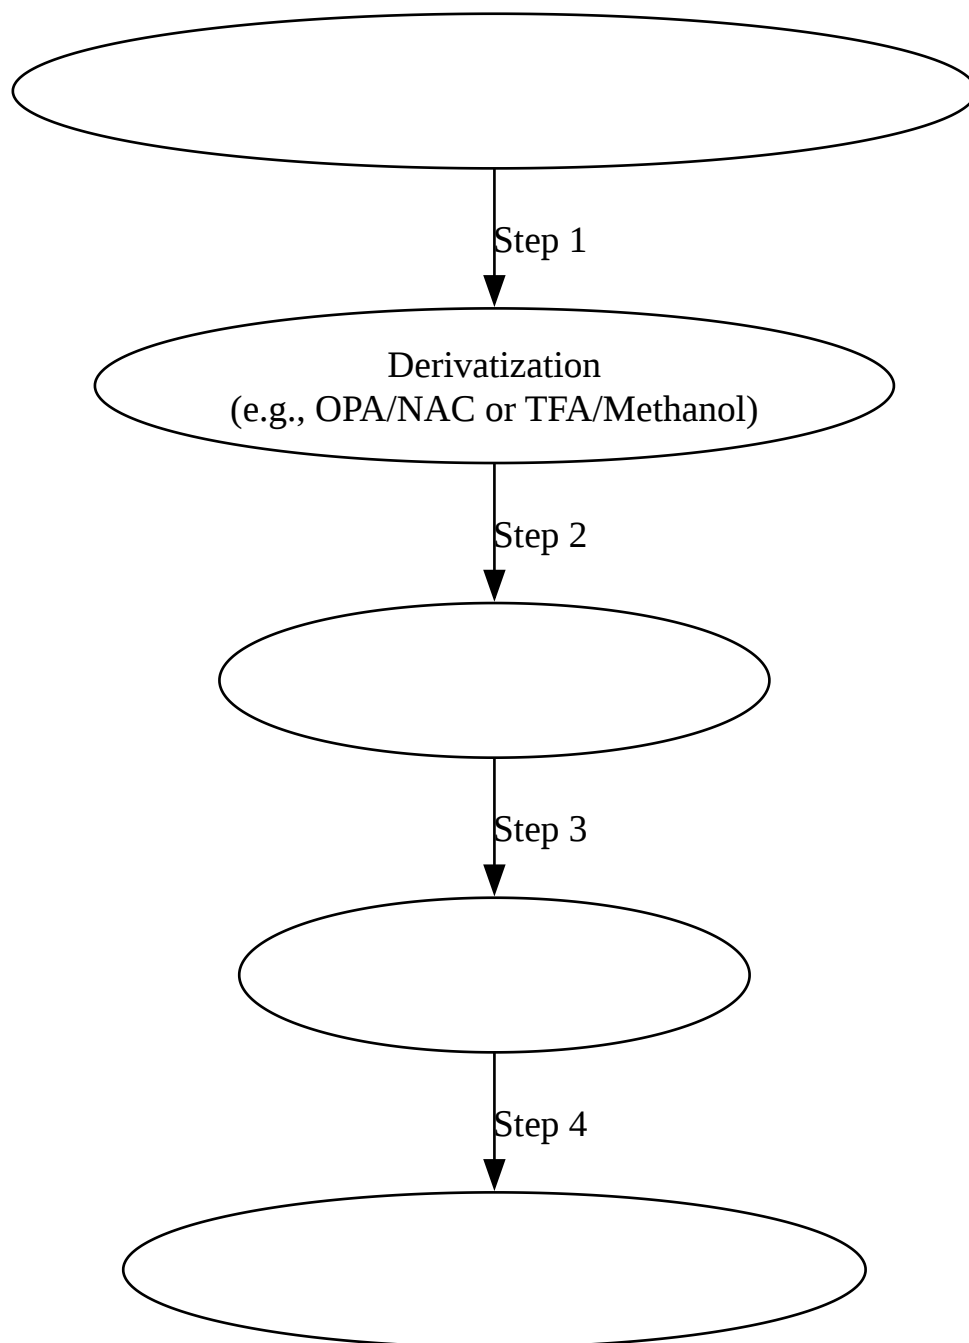 Step 1
Derivatization
(e.g., OPA/NAC or TFA/Methanol)
Step 2
Step 3
Step 4